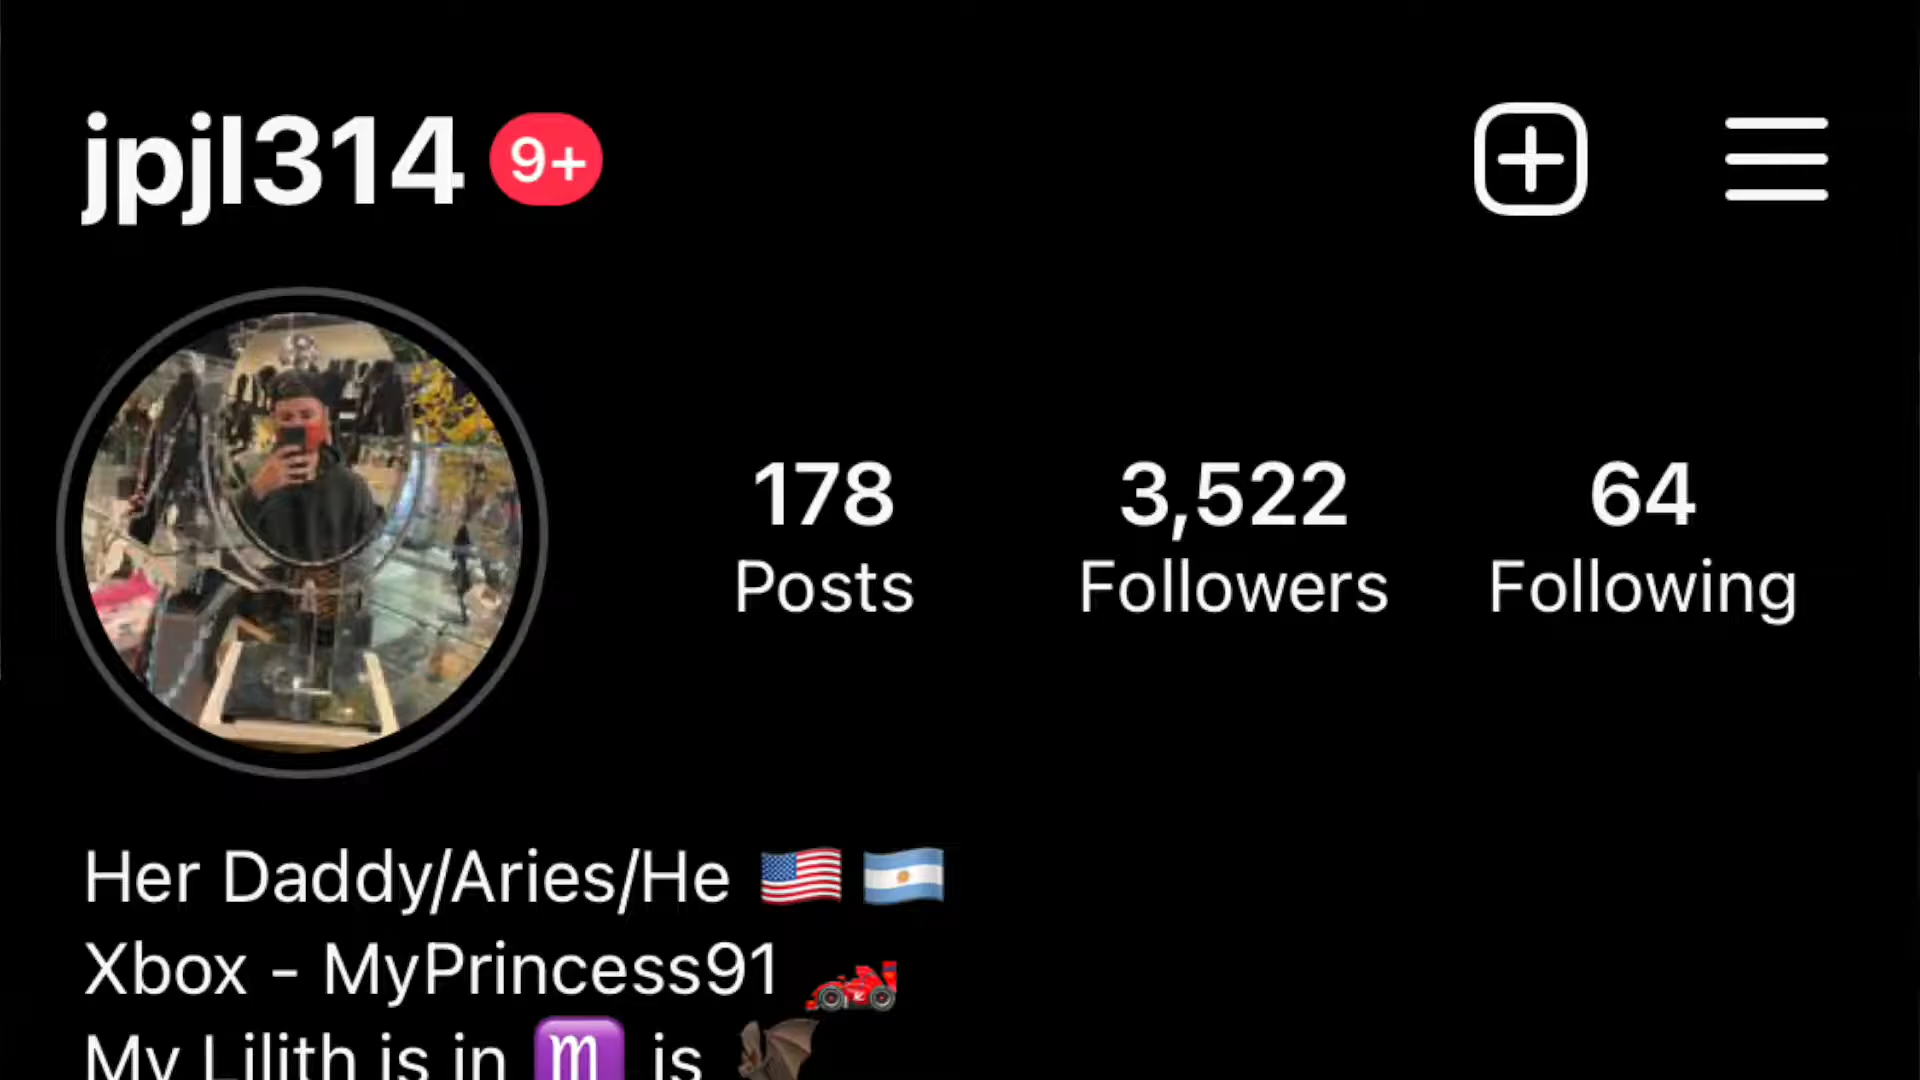 jpjl314 9+
178 3,522 64
Posts Followers Following
Her Daddy/Aries/He 🇺🇸 🇦🇷
Xbox - MyPrincess91 🏎️
My Lilith is in ♏ is 🦇